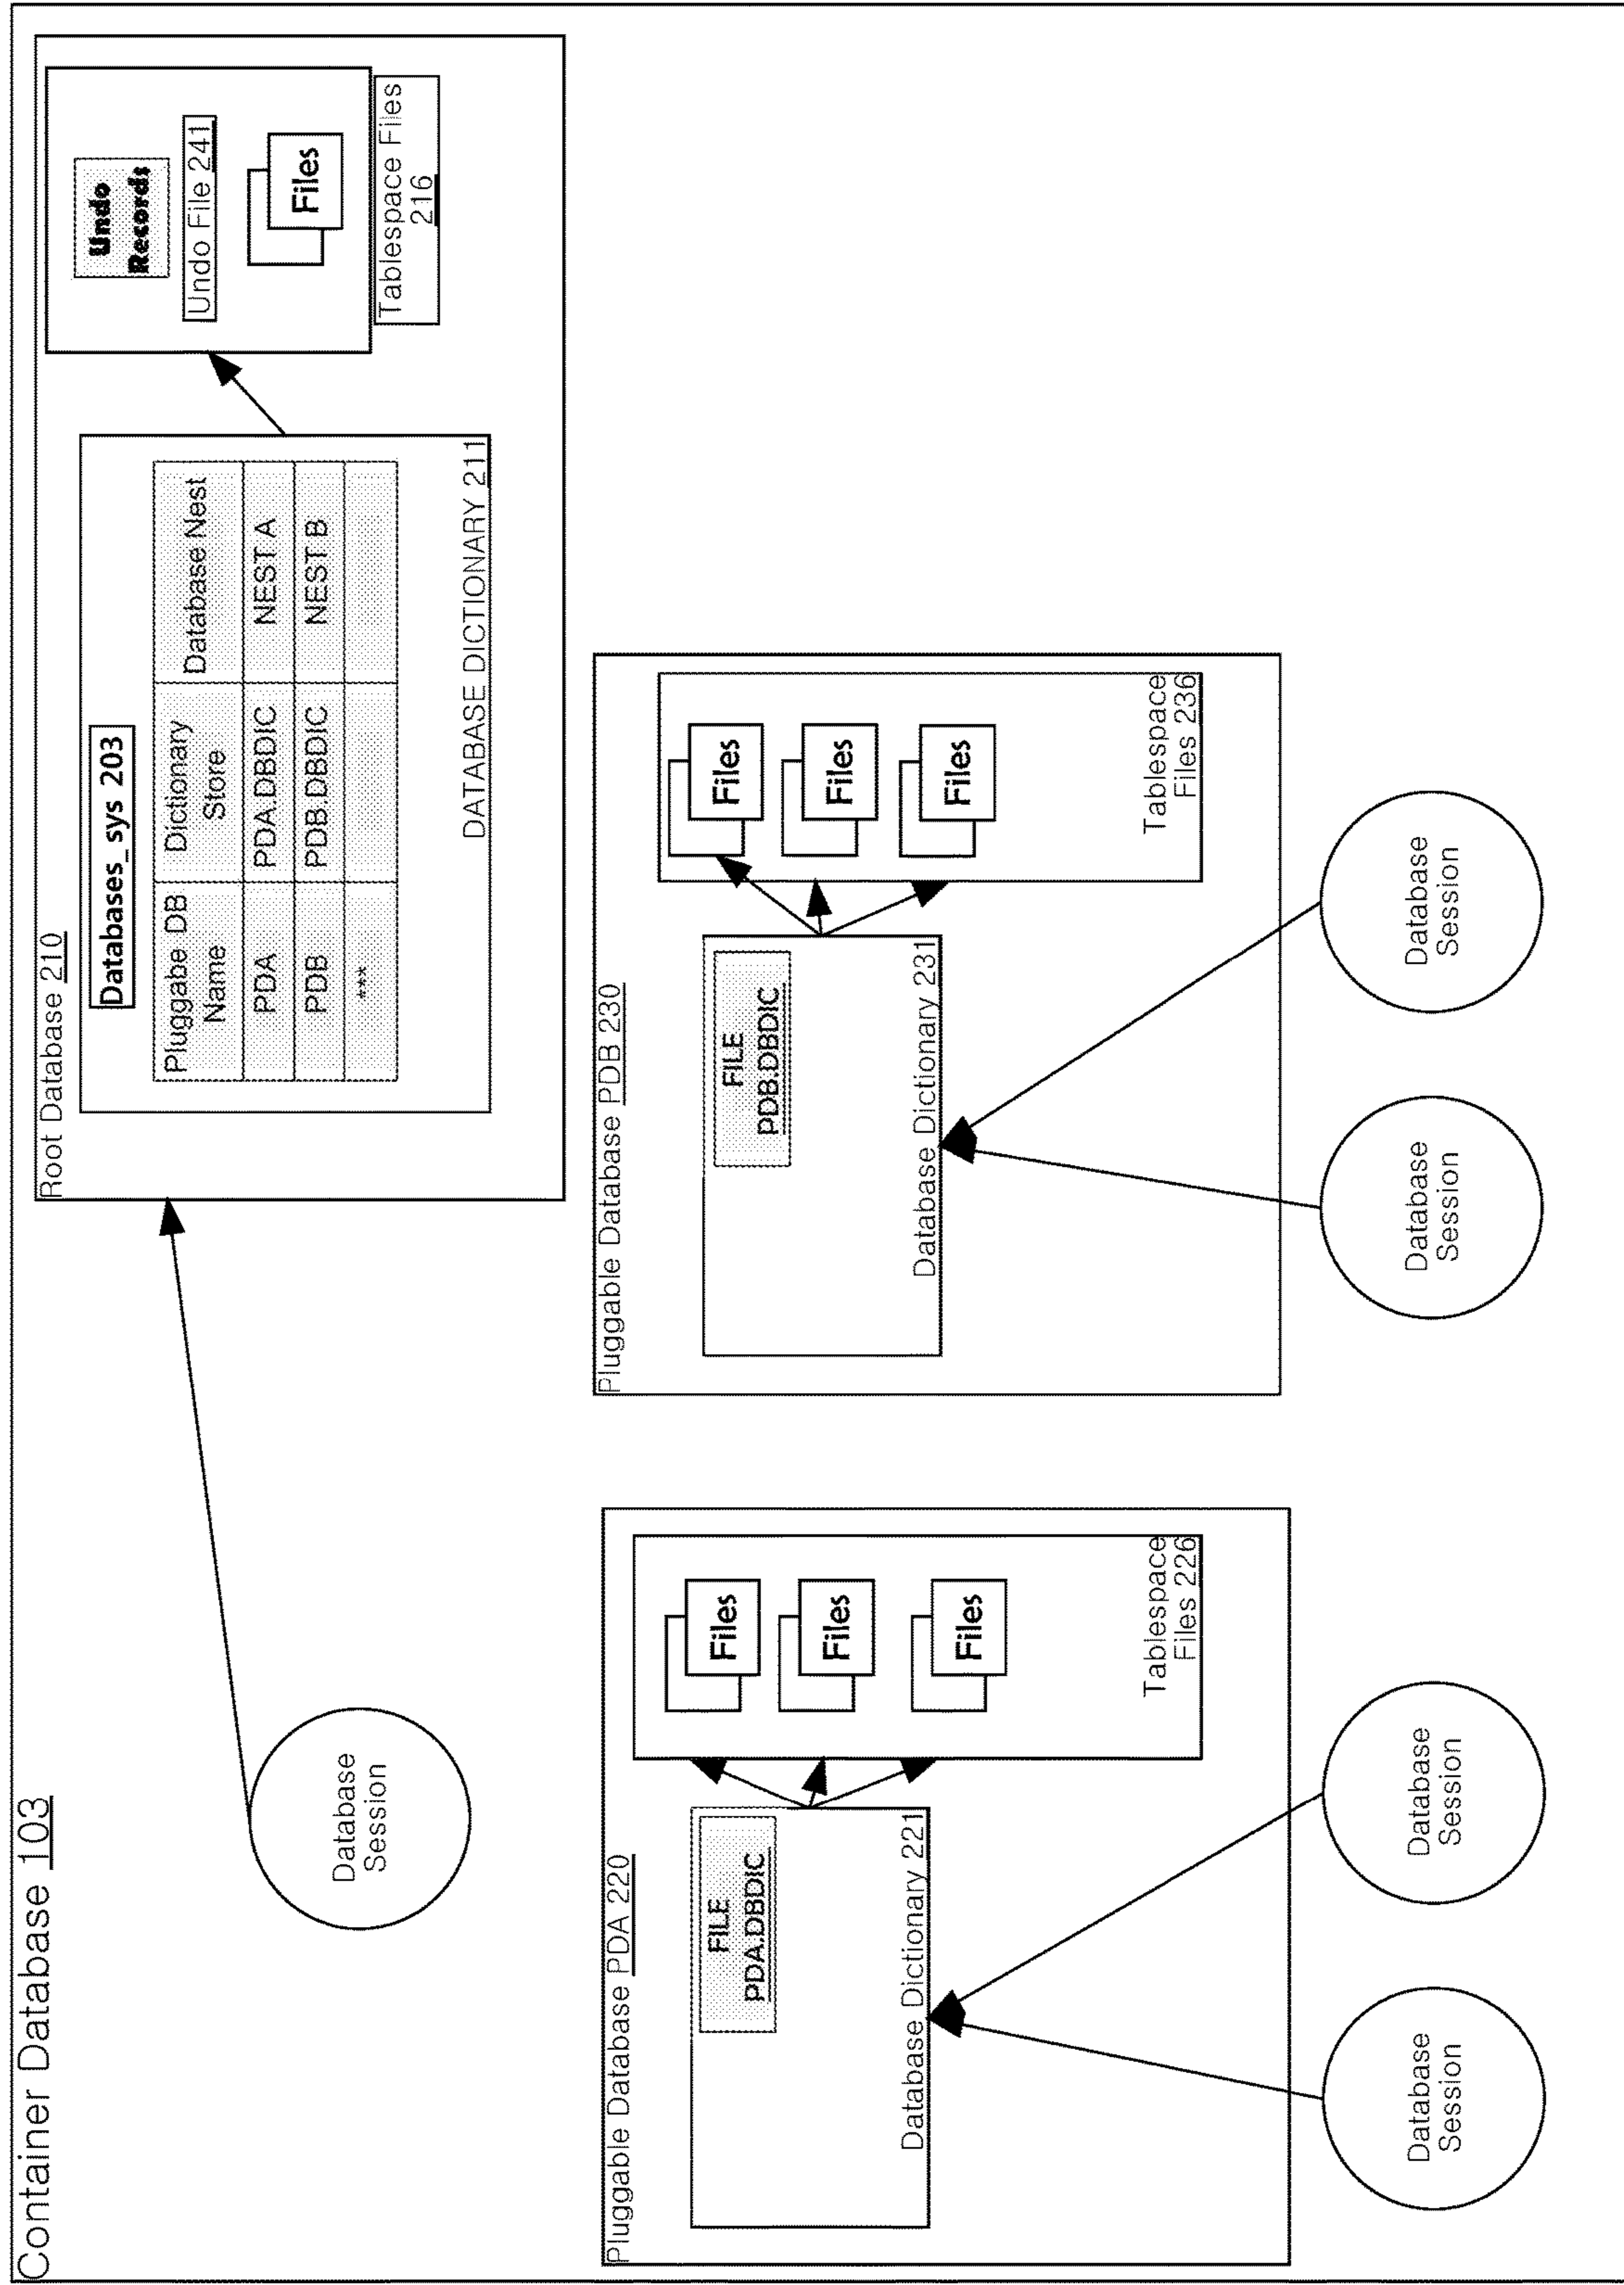 Container Database 103
Database
Session
Root Database 210
Databases_sys 203
Pluggabe DB
Name
Dictionary
Store
Database Nest
PDA
PDA.DBDIC
NEST A
PDB
PDB.DBDIC
NEST B
***
DATABASE DICTIONARY 211
Undo
Records
Undo File 241
Files
Tablespace Files
216
Pluggable Database PDA 220
FILE
PDA.DBDIC
Database Dictionary 221
Files
Files
Files
Tablespace
Files 226
Pluggable Database PDB 230
FILE
PDB.DBDIC
Database Dictionary 231
Files
Files
Files
Tablespace
Files 236
Database
Session
Database
Session
Database
Session
Database
Session